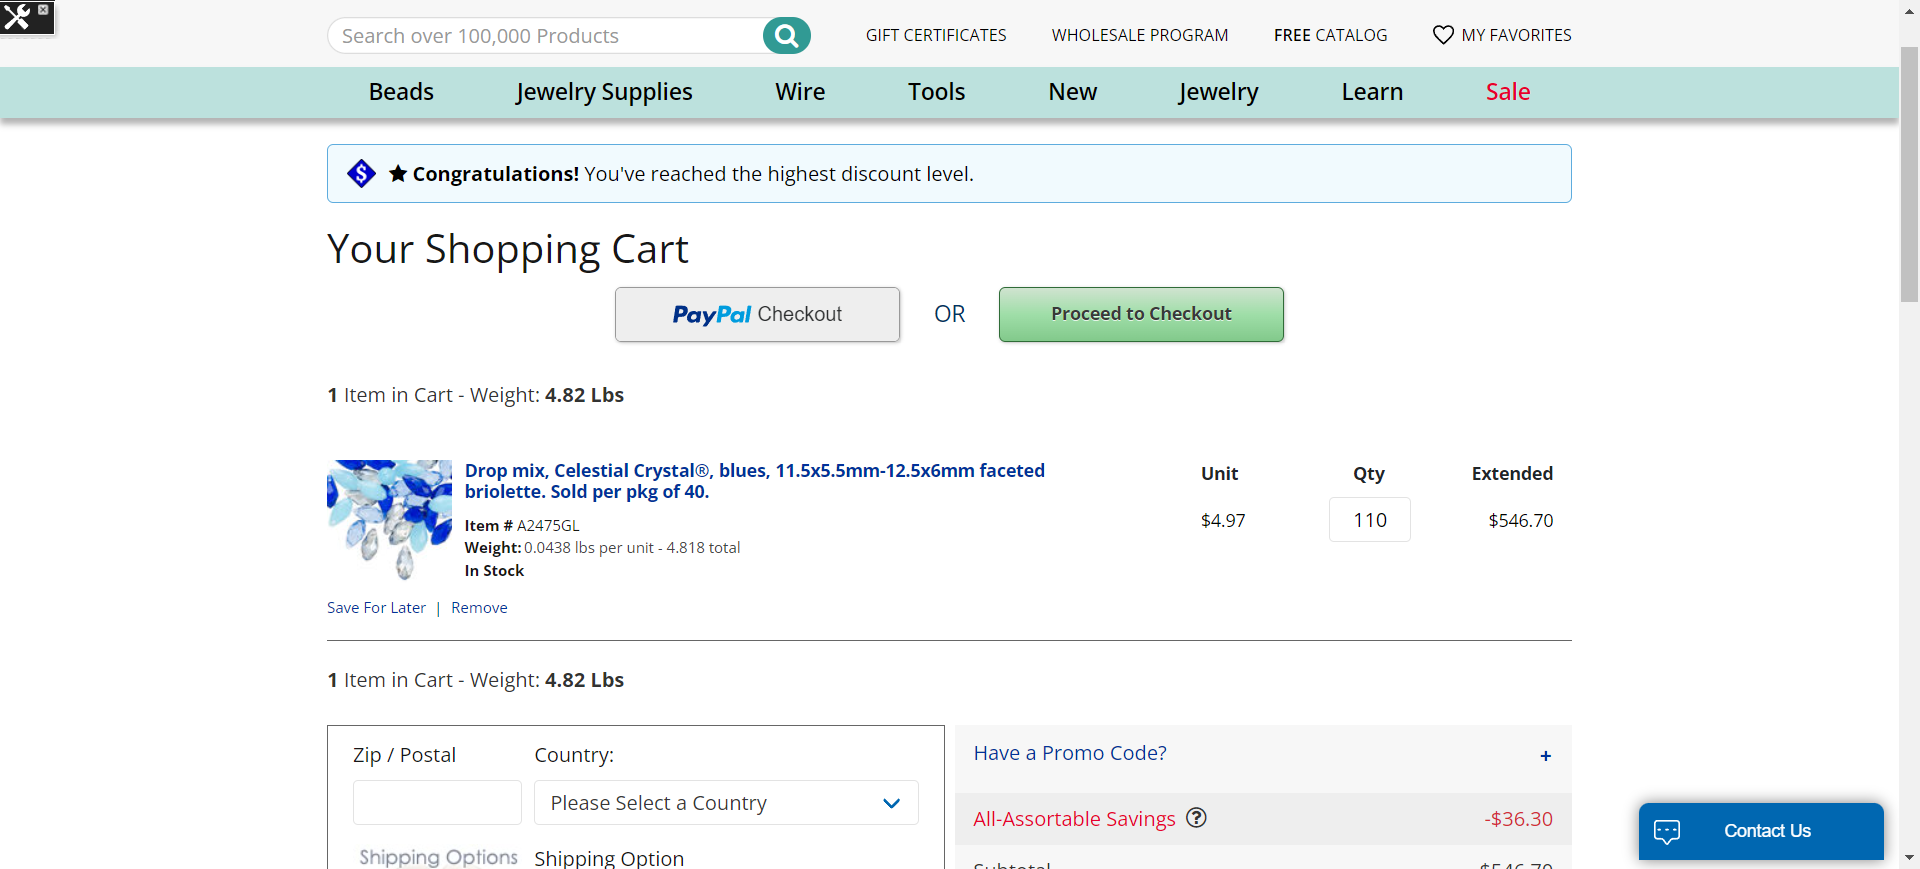 Search over 100,000 Products
GIFT CERTIFICATES
WHOLESALE PROGRAM
FREE CATALOG
MY FAVORITES
Beads
Jewelry Supplies
Wire
Tools
New
Jewelry
Learn
Sale
Congratulations! You've reached the highest discount level.
Your Shopping Cart
PayPal Checkout
OR
Proceed to Checkout
1 Item in Cart - Weight: 4.82 Lbs
Drop mix, Celestial Crystal®, blues, 11.5x5.5mm-12.5x6mm faceted
briolette. Sold per pkg of 40.
Item # A2475GL
Weight: 0.0438 lbs per unit - 4.818 total
In Stock
Unit
$4.97
Qty
110
Extended
$546.70
Save For Later | Remove
1 Item in Cart - Weight: 4.82 Lbs
Zip / Postal
Country:
Please Select a Country
Shipping Options
Shipping Option
Have a Promo Code?
+
All-Assortable Savings
-$36.30
Subtotal
$546.70
Contact Us